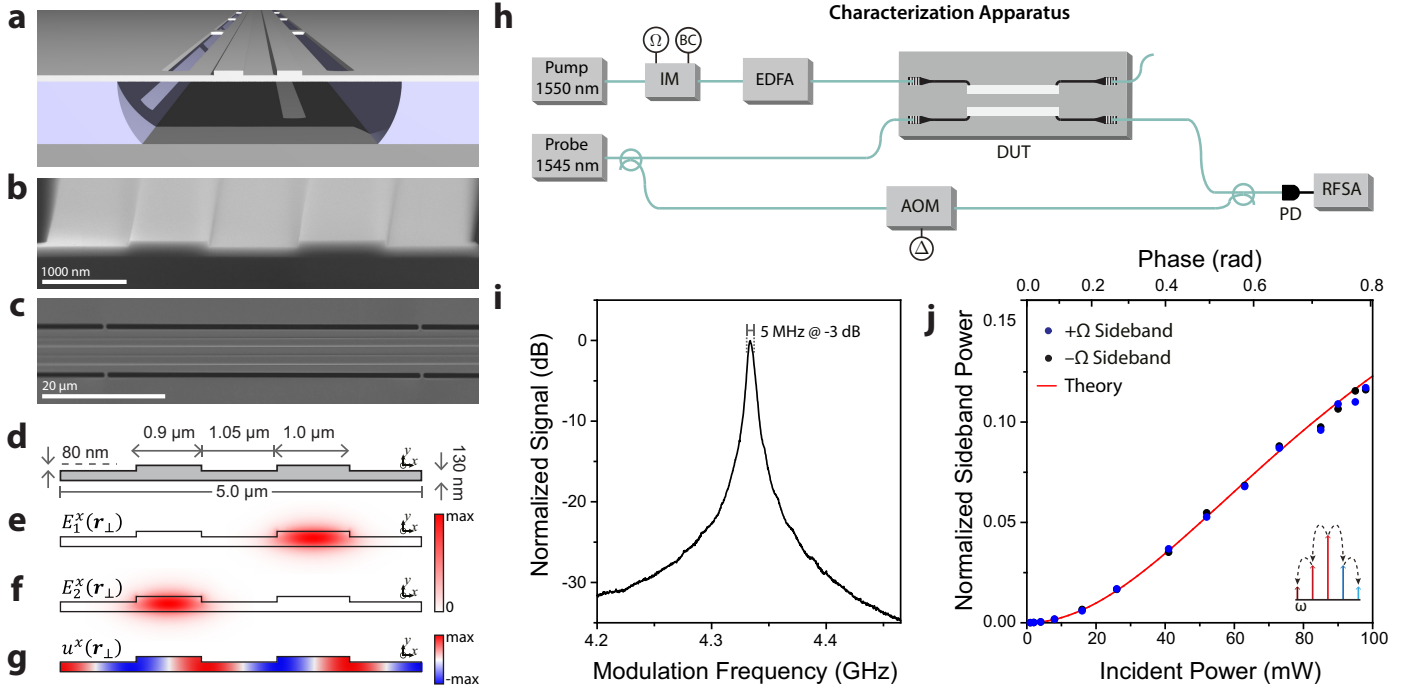 a
b
1000 nm
c
20 µm
d
0.9 µm
1.05 µm
1.0 µm
80 nm
y
x
130 nm
5.0 µm
e
E₁ˣ(r⊥)
y
x
max
0
f
E₂ˣ(r⊥)
y
x
g
uˣ(r⊥)
y
x
max
-max
h
Characterization Apparatus
Ω
BC
Pump
1550 nm
IM
EDFA
Probe
1545 nm
DUT
AOM
Δ
PD
RFSA
i
5 MHz @ -3 dB
Normalized Signal (dB)
0
-10
-20
-30
4.2
4.3
4.4
Modulation Frequency (GHz)
j
Phase (rad)
0.0
0.2
0.4
0.6
0.8
+Ω Sideband
−Ω Sideband
Theory
Normalized Sideband Power
0.15
0.10
0.05
0.00
ω
0
20
40
60
80
100
Incident Power (mW)